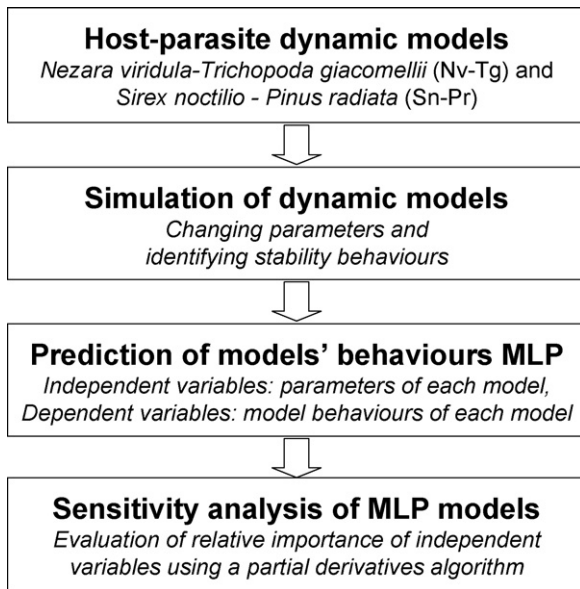 Host-parasite dynamic models
Nezara viridula-Trichopoda giacomellii (Nv-Tg) and
Sirex noctilio - Pinus radiata (Sn-Pr)
Simulation of dynamic models
Changing parameters and
identifying stability behaviours
Prediction of models' behaviours MLP
Independent variables: parameters of each model,
Dependent variables: model behaviours of each model
Sensitivity analysis of MLP models
Evaluation of relative importance of independent
variables using a partial derivatives algorithm